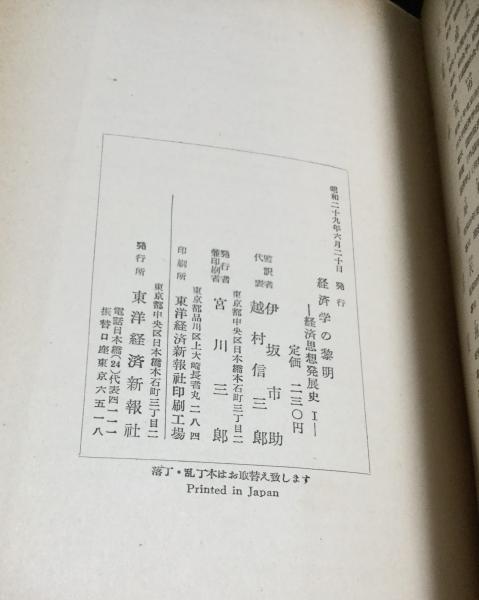 昭和二十九年六月二十日 発行
経済学の黎明
―経済思想発展史 Ⅰ―
定価 二三〇円
監訳者 伊坂市助
代表 越村信三郎
東京都中央区日本橋本石町三丁目二
発行者
兼印刷者 宮川三郎
東京都品川区上大崎長者丸二八四
印刷所 東洋経済新報社印刷工場
東京都中央区日本橋本石町三丁目二
発行所 東洋経済新報社
電話日本橋(24)代表四一一一
振替口座東京六五一八
落丁・乱丁本はお取替え致します
Printed in Japan